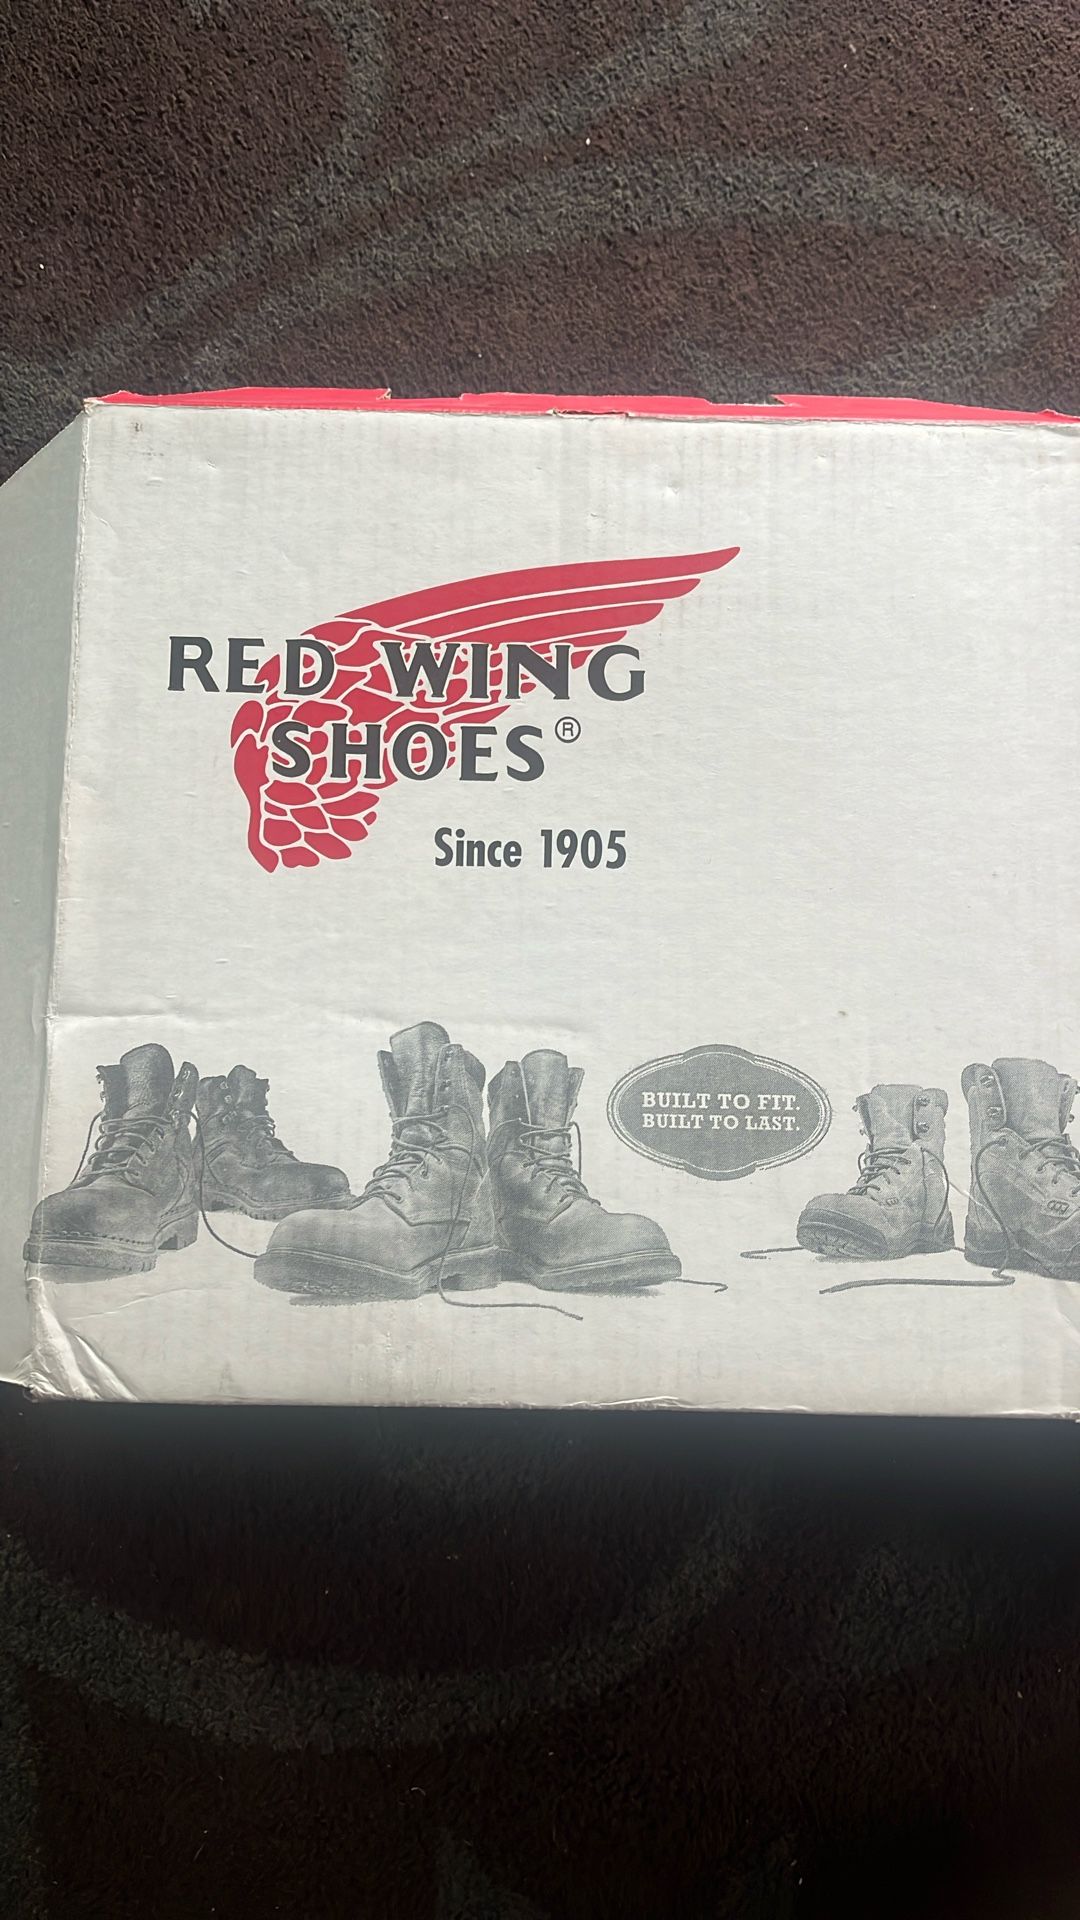 RED WING
SHOES®
Since 1905
BUILT TO FIT.
BUILT TO LAST.